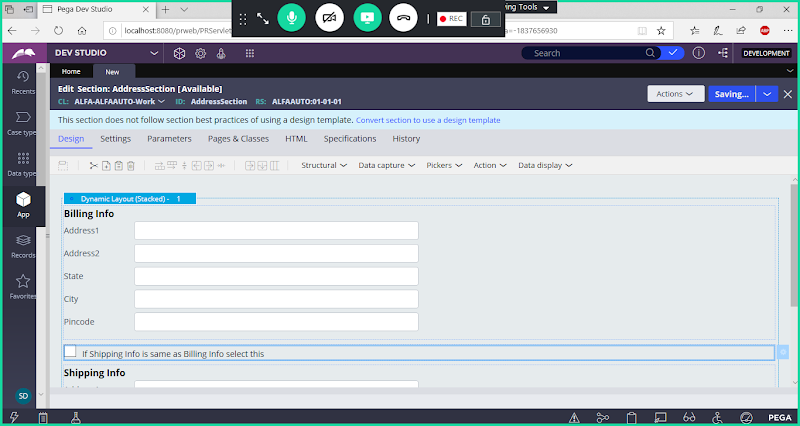 Pega Dev Studio
localhost:8080/prweb/PRServlet
ving Tools
REC
a=-1837656930
ABP
DEV STUDIO
Search
DEVELOPMENT
Home
New
Recents
Case type
Data type
App
Records
Favorites
SD
Edit Section: AddressSection [Available]
CL: ALFA-ALFAAUTO-Work ID: AddressSection RS: ALFAAUTO:01-01-01
Actions
Saving...
This section does not follow section best practices of using a design template. Convert section to use a design template
Design Settings Parameters Pages & Classes HTML Specifications History
Structural Data capture Pickers Action Data display
Dynamic Layout (Stacked) - 1
Billing Info
Address1
Address2
State
City
Pincode
If Shipping Info is same as Billing Info select this
Shipping Info
PEGA